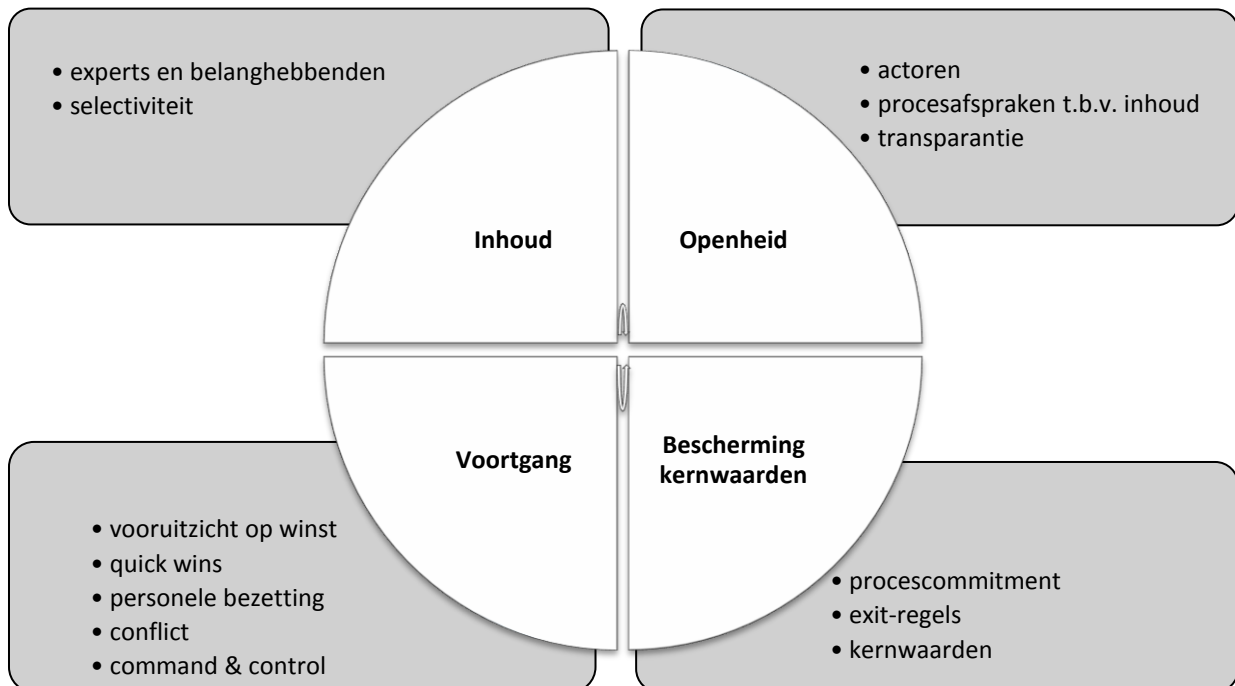 • experts en belanghebbenden
• selectiviteit
• actoren
• procesafspraken t.b.v. inhoud
• transparantie
Inhoud
Openheid
Voortgang
Bescherming
kernwaarden
• vooruitzicht op winst
• quick wins
• personele bezetting
• conflict
• command & control
• procescommitment
• exit-regels
• kernwaarden